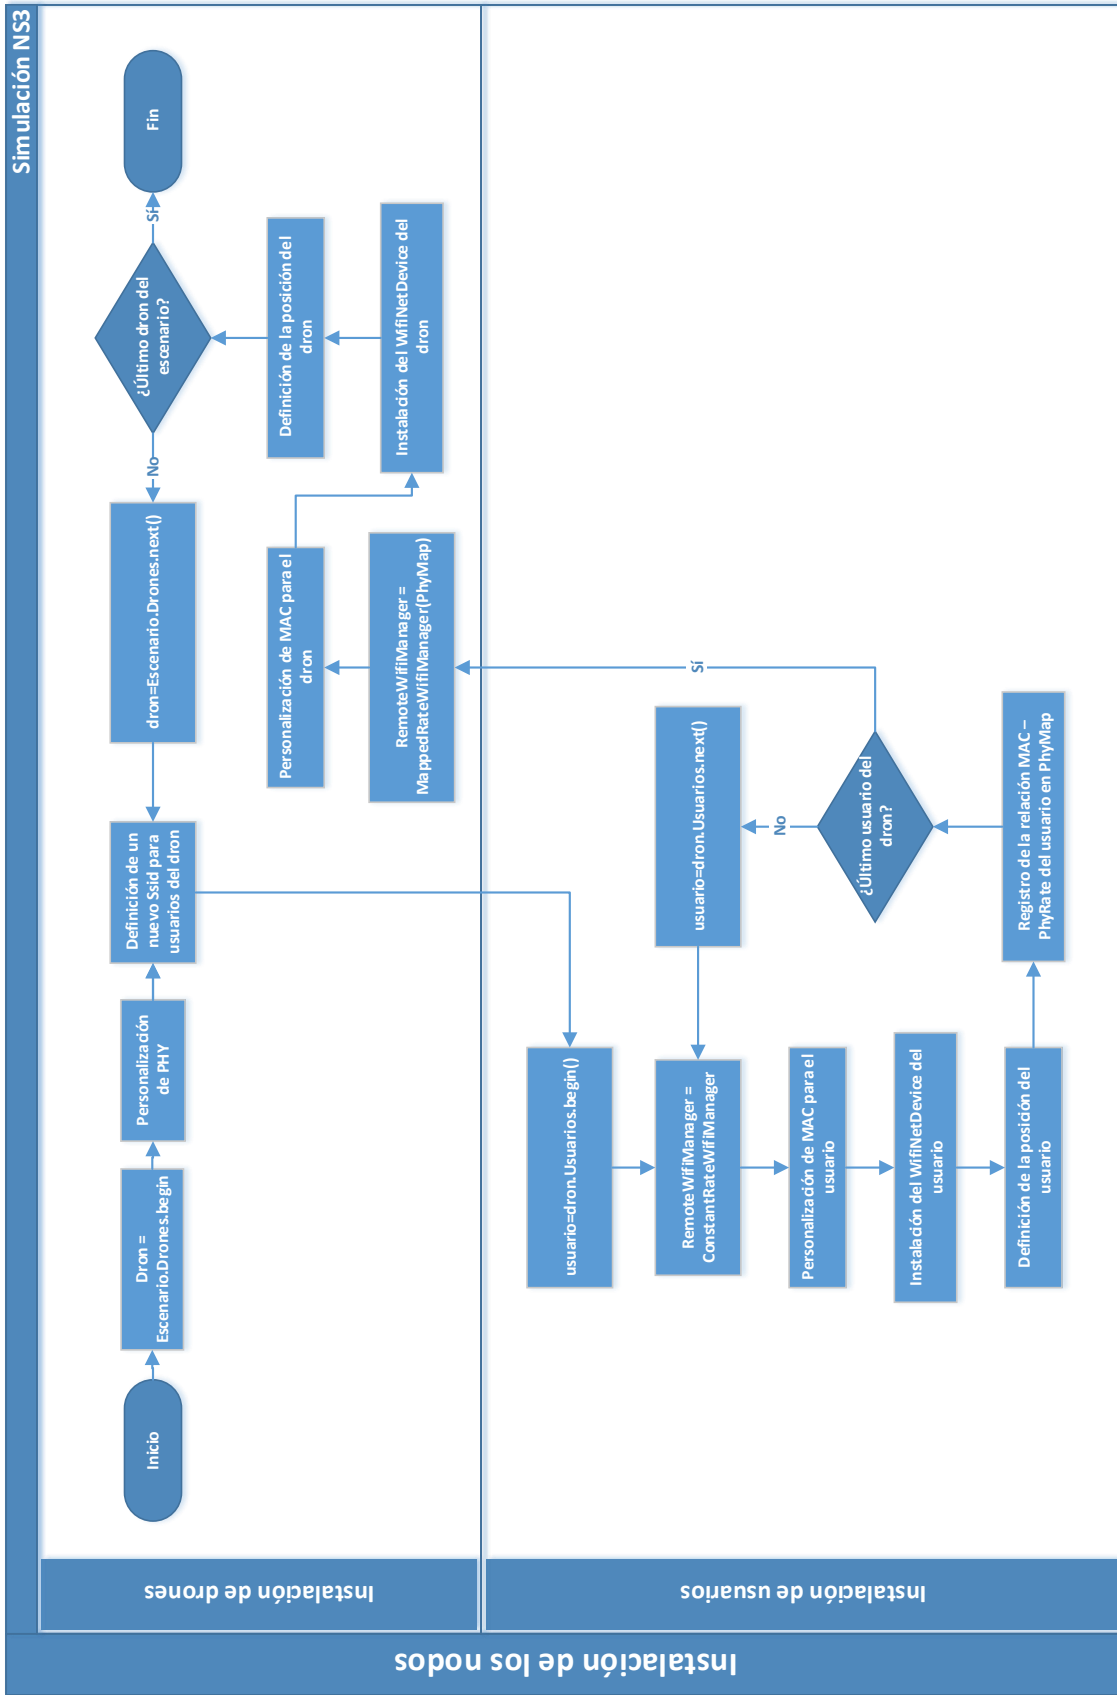 Simulación NS3
Instalación de los nodos
Instalación de drones
Inicio
Dron =
Escenario.Drones.begin
Personalización
de PHY
Definición de un
nuevo Ssid para
usuarios del dron
dron=Escenario.Drones.next()
No
¿Último dron del
escenario?
Sí
Fin
Definición de la posición del
dron
Instalación del WifiNetDevice del
dron
Personalización de MAC para el
dron
RemoteWifiManager =
MappedRateWifiManager(PhyMap)
Instalación de usuarios
usuario=dron.Usuarios.begin()
RemoteWifiManager =
ConstantRateWifiManager
Personalización de MAC para el
usuario
Instalación del WifiNetDevice del
usuario
Definición de la posición del
usuario
Registro de la relación MAC –
PhyRate del usuario en PhyMap
¿Último usuario del
dron?
No
usuario=dron.Usuarios.next()
Sí